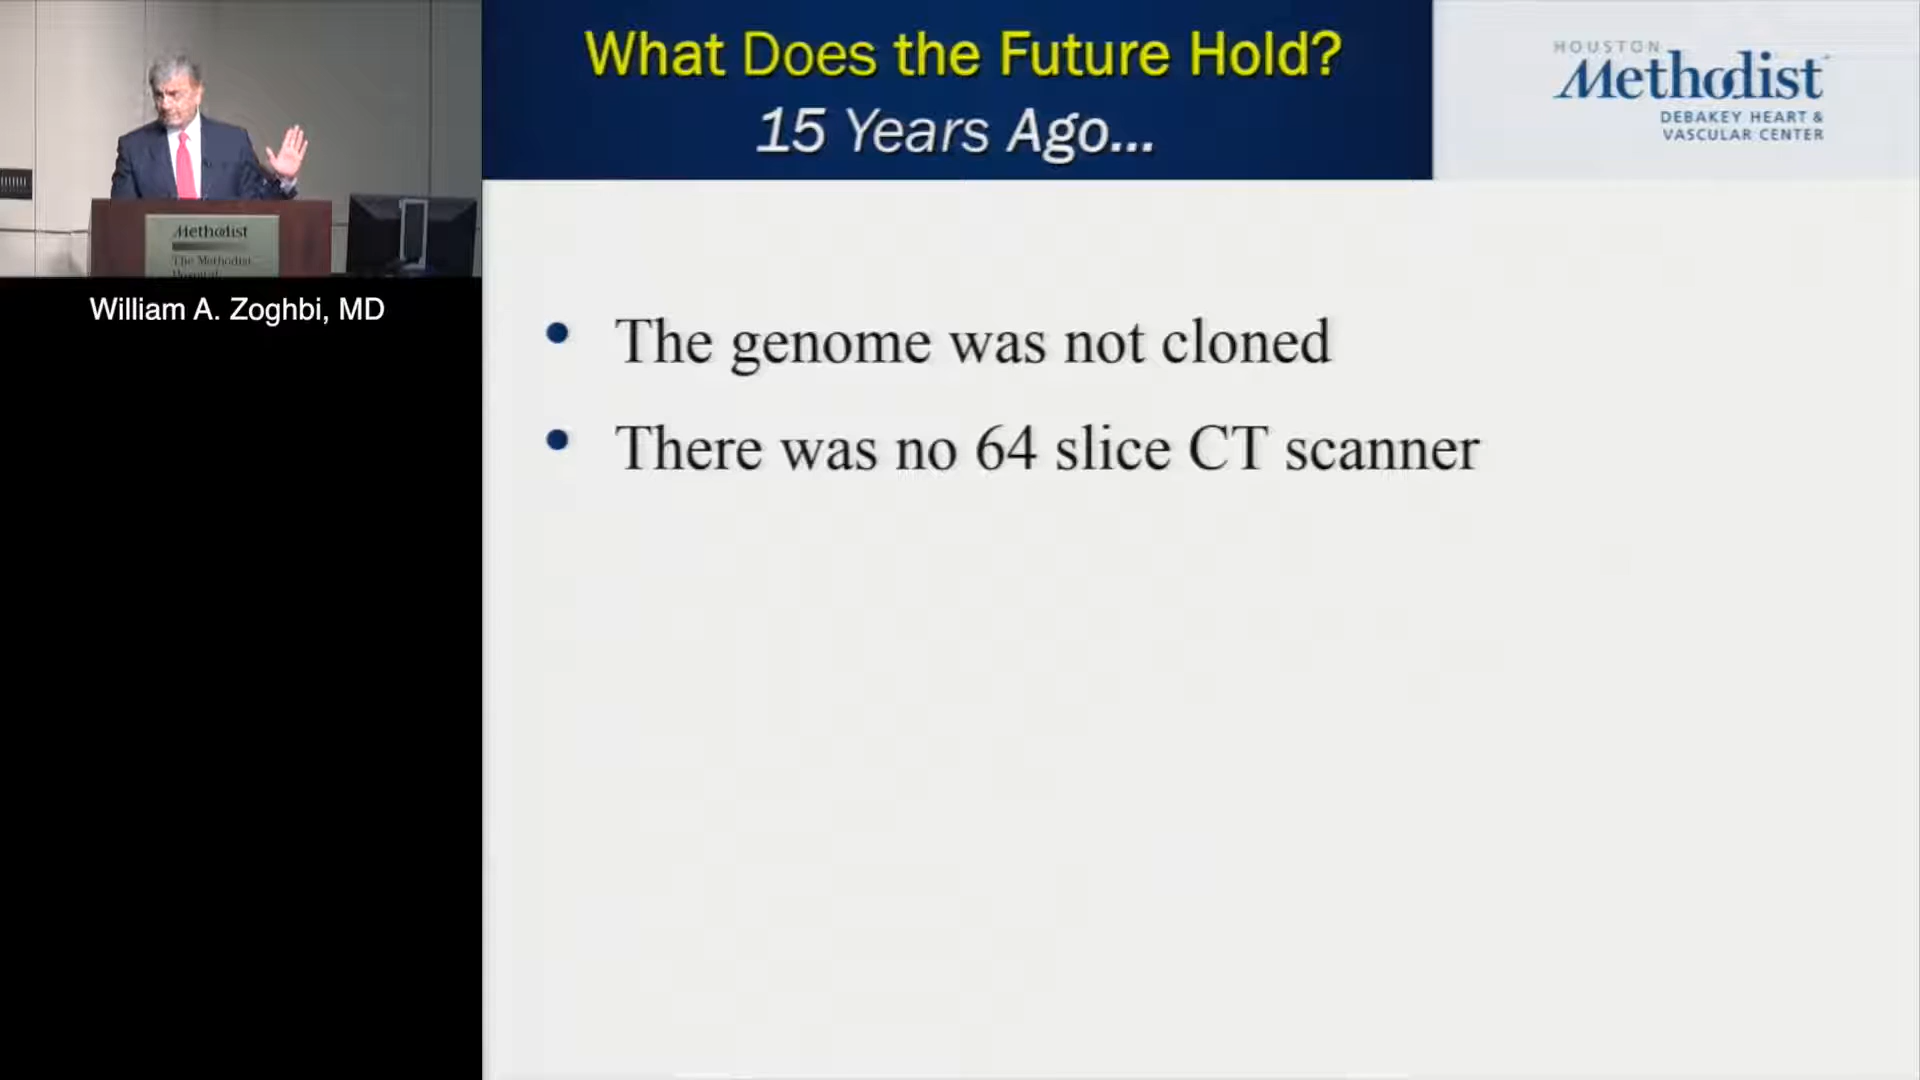 What Does the Future Hold?
15 Years Ago...
HOUSTON
Methodist
DEBAKEY HEART &
VASCULAR CENTER
Methodist
The Methodist
Hospital
William A. Zoghbi, MD
• The genome was not cloned
• There was no 64 slice CT scanner